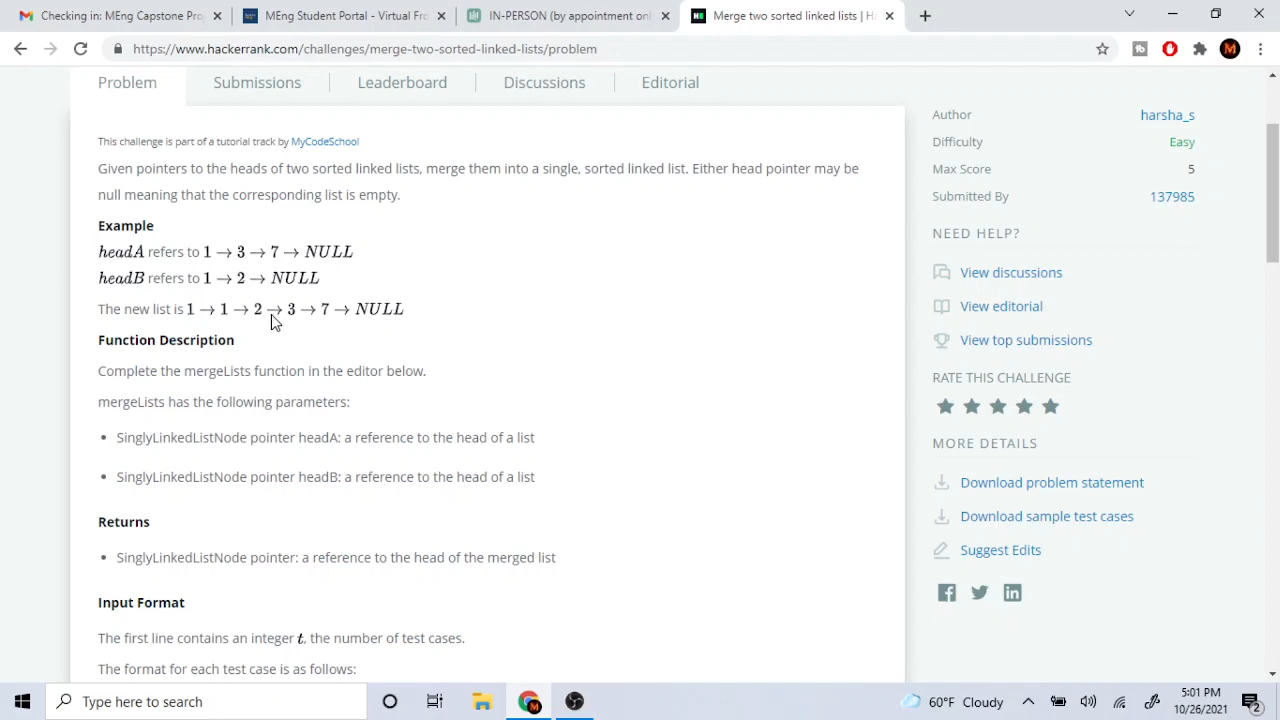 Checking in: MEng Capstone Pro
MEng Student Portal - Virtual Fron
IN-PERSON (by appointment onl
Merge two sorted linked lists | Ha
https://www.hackerrank.com/challenges/merge-two-sorted-linked-lists/problem
Problem
Submissions
Leaderboard
Discussions
Editorial
This challenge is part of a tutorial track by MyCodeSchool
Given pointers to the heads of two sorted linked lists, merge them into a single, sorted linked list. Either head pointer may be
null meaning that the corresponding list is empty.
Example
headA refers to 1 → 3 → 7 → NULL
headB refers to 1 → 2 → NULL
The new list is 1 → 1 → 2 → 3 → 7 → NULL
Function Description
Complete the mergeLists function in the editor below.
mergeLists has the following parameters:
• SinglyLinkedListNode pointer headA: a reference to the head of a list
• SinglyLinkedListNode pointer headB: a reference to the head of a list
Returns
• SinglyLinkedListNode pointer: a reference to the head of the merged list
Input Format
The first line contains an integer t, the number of test cases.
The format for each test case is as follows:
Author harsha_s
Difficulty Easy
Max Score 5
Submitted By 137985
NEED HELP?
View discussions
View editorial
View top submissions
RATE THIS CHALLENGE
MORE DETAILS
Download problem statement
Download sample test cases
Suggest Edits
Type here to search
60°F Cloudy
5:01 PM
10/26/2021
2